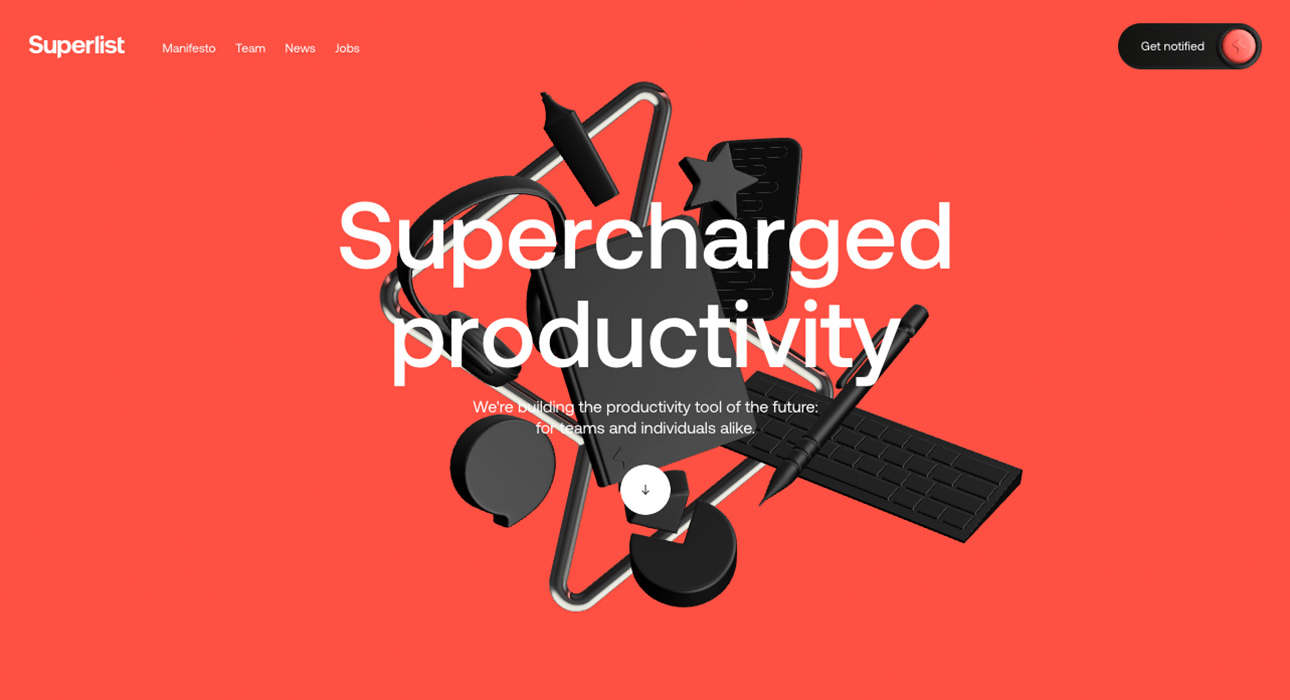 Superlist
Manifesto
Team
News
Jobs
Get notified
Supercharged
productivity
We're building the productivity tool of the future:
for teams and individuals alike.